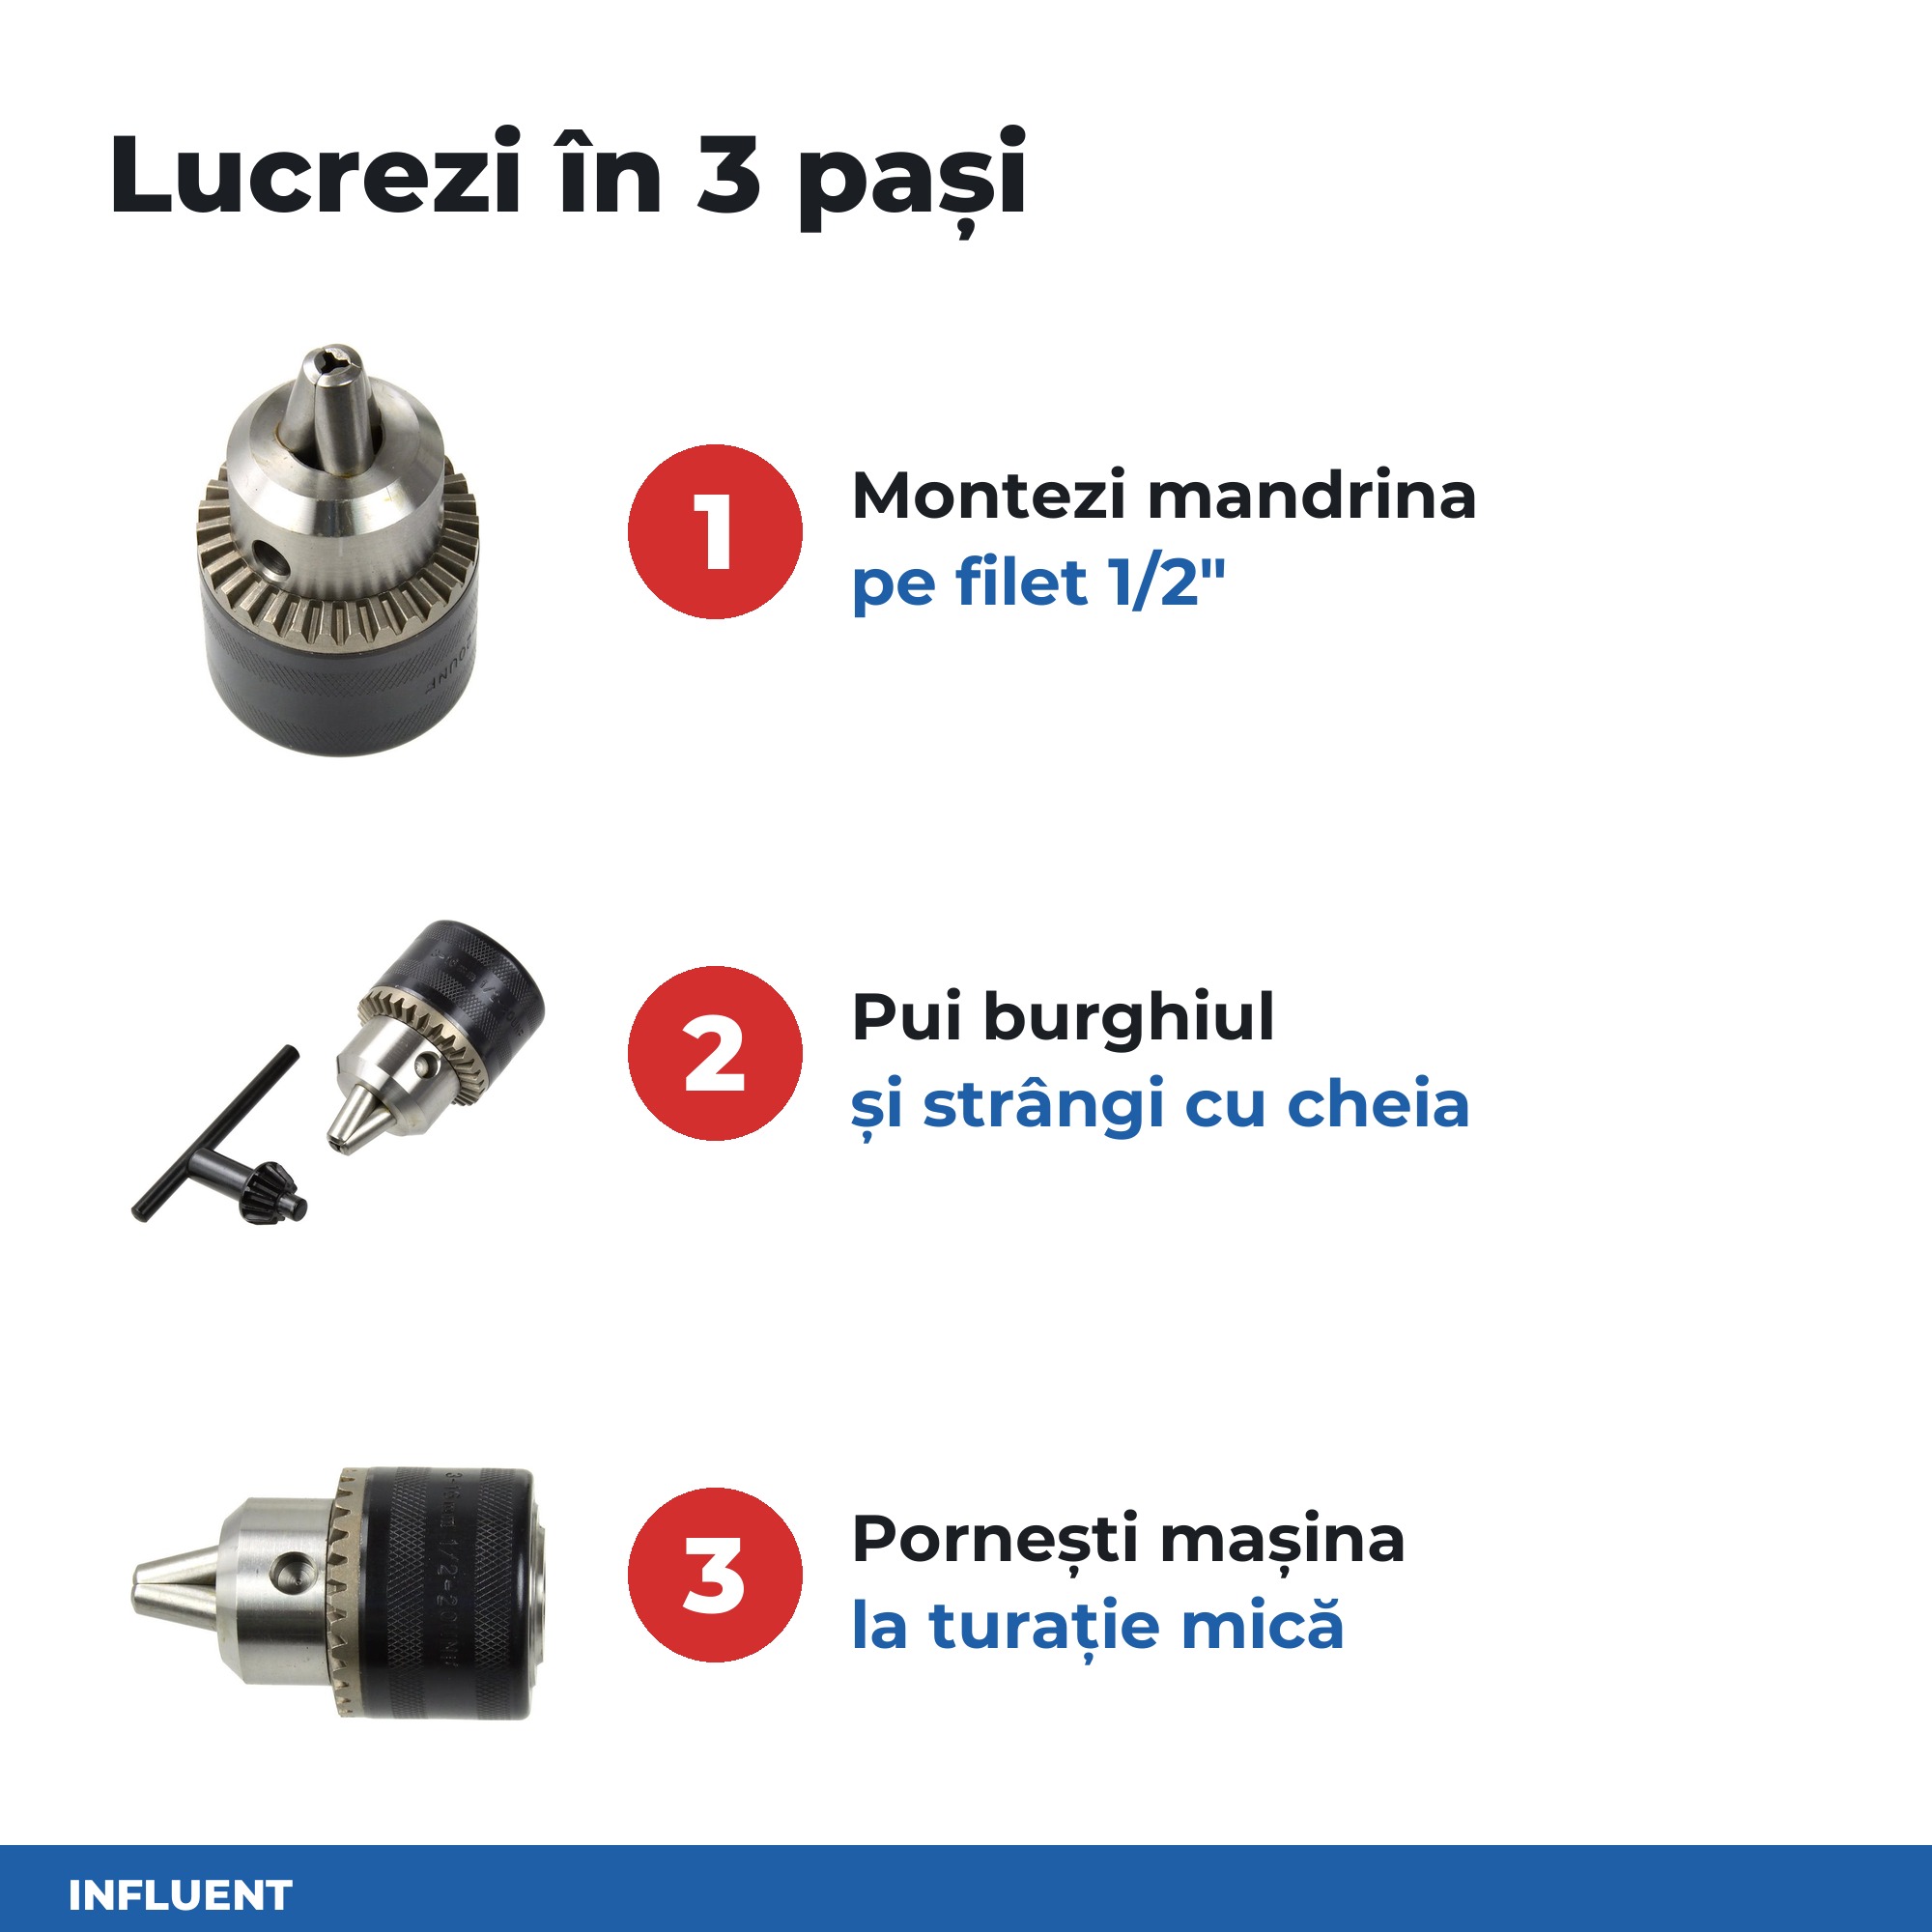 Lucrezi în 3 pași
1
Montezi mandrina
pe filet 1/2"
2
Pui burghiul
și strângi cu cheia
3
Pornești mașina
la turație mică
INFLUENT